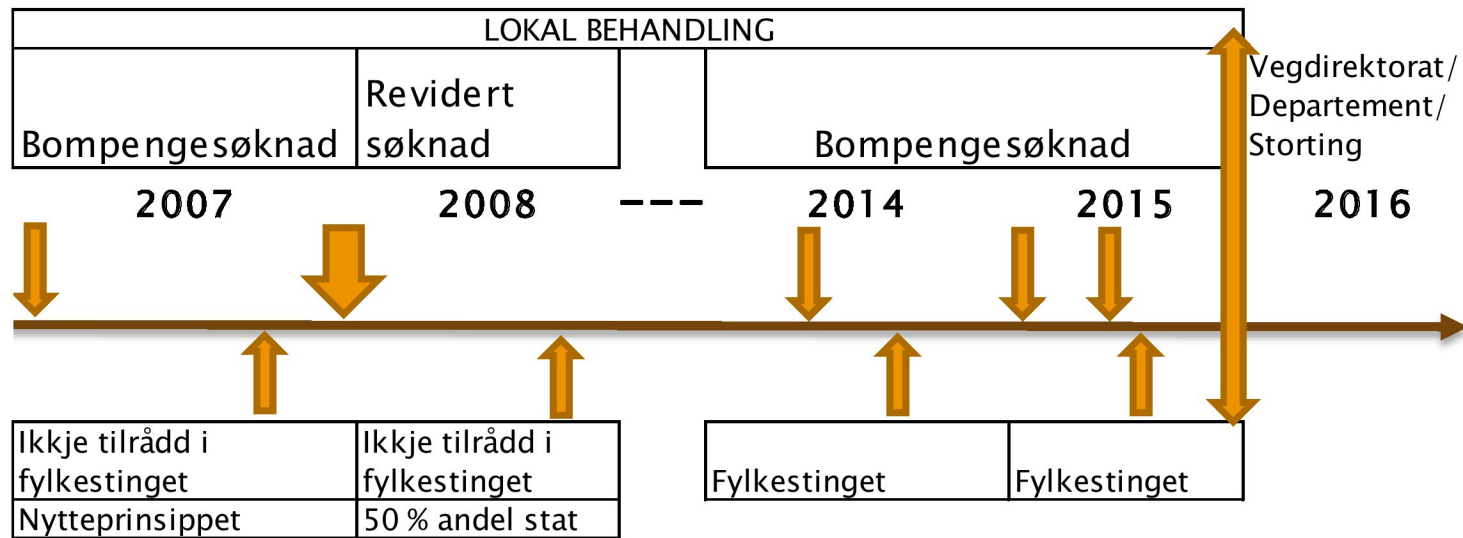 LOKAL BEHANDLING
Bompengesøknad
Revidert
søknad
Bompengesøknad
Vegdirektorat/
Departement/
Storting
2007 2008 --- 2014 2015 2016
Ikkje tilrådd i
fylkestinget
Nytteprinsippet
Ikkje tilrådd i
fylkestinget
50 % andel stat
Fylkestinget
Fylkestinget